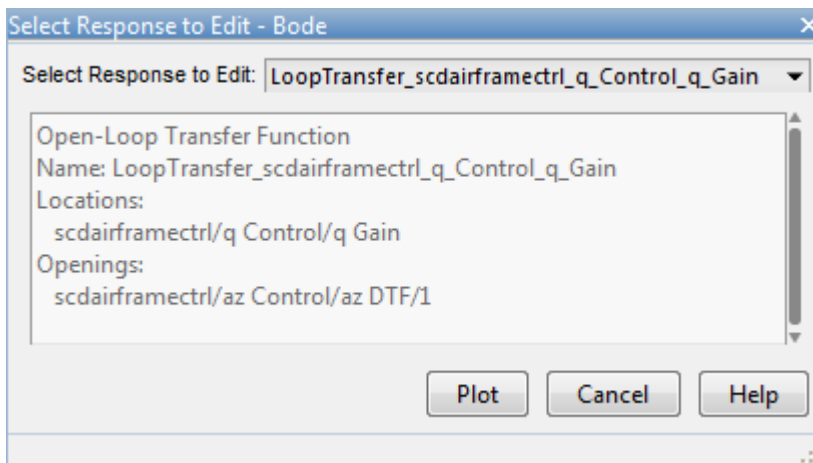 Select Response to Edit - Bode
Select Response to Edit: LoopTransfer_scdairframectrl_q_Control_q_Gain
Open-Loop Transfer Function
Name: LoopTransfer_scdairframectrl_q_Control_q_Gain
Locations:
scdairframectrl/q Control/q Gain
Openings:
scdairframectrl/az Control/az DTF/1
Plot Cancel Help